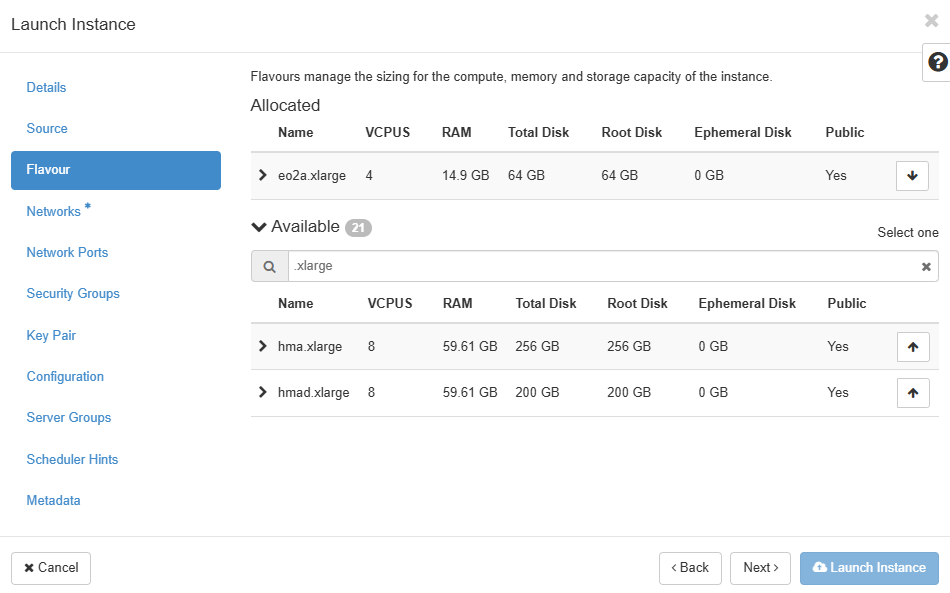 Launch Instance
Details
Source
Flavour
Networks *
Network Ports
Security Groups
Key Pair
Configuration
Server Groups
Scheduler Hints
Metadata
Flavours manage the sizing for the compute, memory and storage capacity of the instance.
Allocated
Name VCPUS RAM Total Disk Root Disk Ephemeral Disk Public
eo2a.xlarge 4 14.9 GB 64 GB 64 GB 0 GB Yes
Available 21
Select one
.xlarge
Name VCPUS RAM Total Disk Root Disk Ephemeral Disk Public
hma.xlarge 8 59.61 GB 256 GB 256 GB 0 GB Yes
hmad.xlarge 8 59.61 GB 200 GB 200 GB 0 GB Yes
Cancel
< Back
Next >
Launch Instance